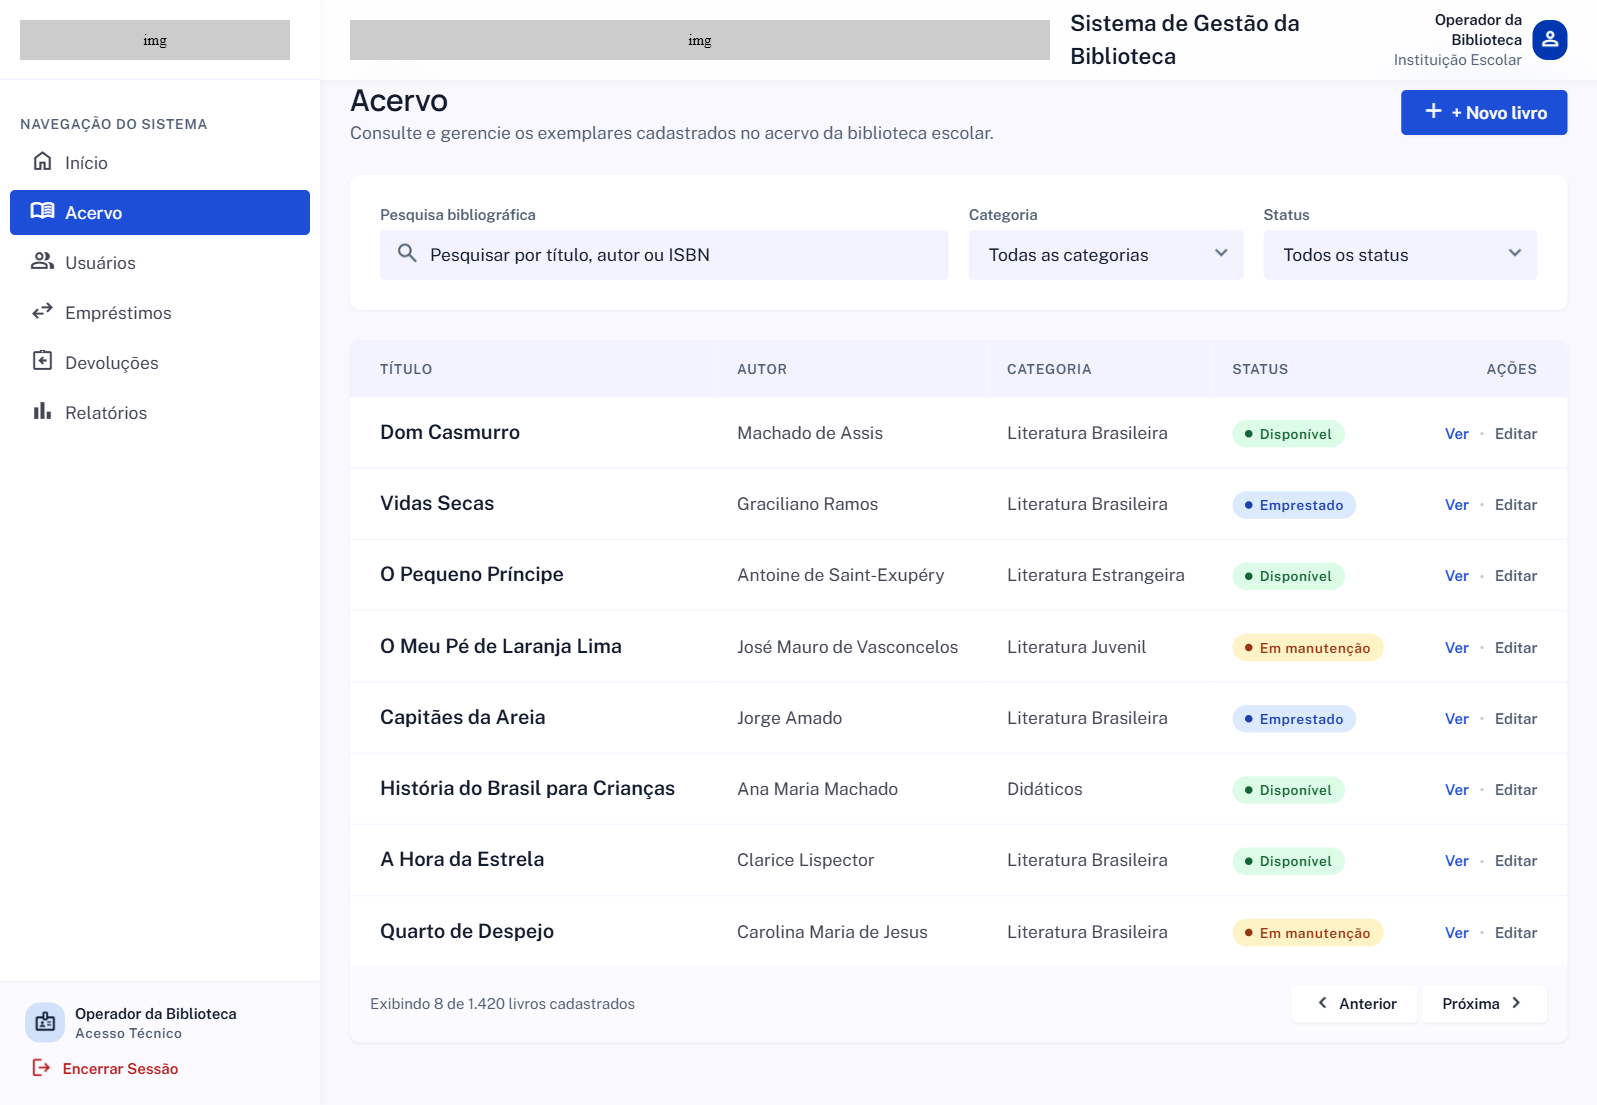 img
img
Sistema de Gestão da
Biblioteca
Operador da
Biblioteca
Instituição Escolar
NAVEGAÇÃO DO SISTEMA
Início
Acervo
Usuários
Empréstimos
Devoluções
Relatórios
Operador da Biblioteca
Acesso Técnico
Encerrar Sessão
Acervo
Consulte e gerencie os exemplares cadastrados no acervo da biblioteca escolar.
+ Novo livro
Pesquisa bibliográfica
Categoria
Status
Pesquisar por título, autor ou ISBN
Todas as categorias
Todos os status
TÍTULO AUTOR CATEGORIA STATUS AÇÕES
Dom Casmurro Machado de Assis Literatura Brasileira Disponível Ver • Editar
Vidas Secas Graciliano Ramos Literatura Brasileira Emprestado Ver • Editar
O Pequeno Príncipe Antoine de Saint-Exupéry Literatura Estrangeira Disponível Ver • Editar
O Meu Pé de Laranja Lima José Mauro de Vasconcelos Literatura Juvenil Em manutenção Ver • Editar
Capitães da Areia Jorge Amado Literatura Brasileira Emprestado Ver • Editar
História do Brasil para Crianças Ana Maria Machado Didáticos Disponível Ver • Editar
A Hora da Estrela Clarice Lispector Literatura Brasileira Disponível Ver • Editar
Quarto de Despejo Carolina Maria de Jesus Literatura Brasileira Em manutenção Ver • Editar
Exibindo 8 de 1.420 livros cadastrados
Anterior
Próxima